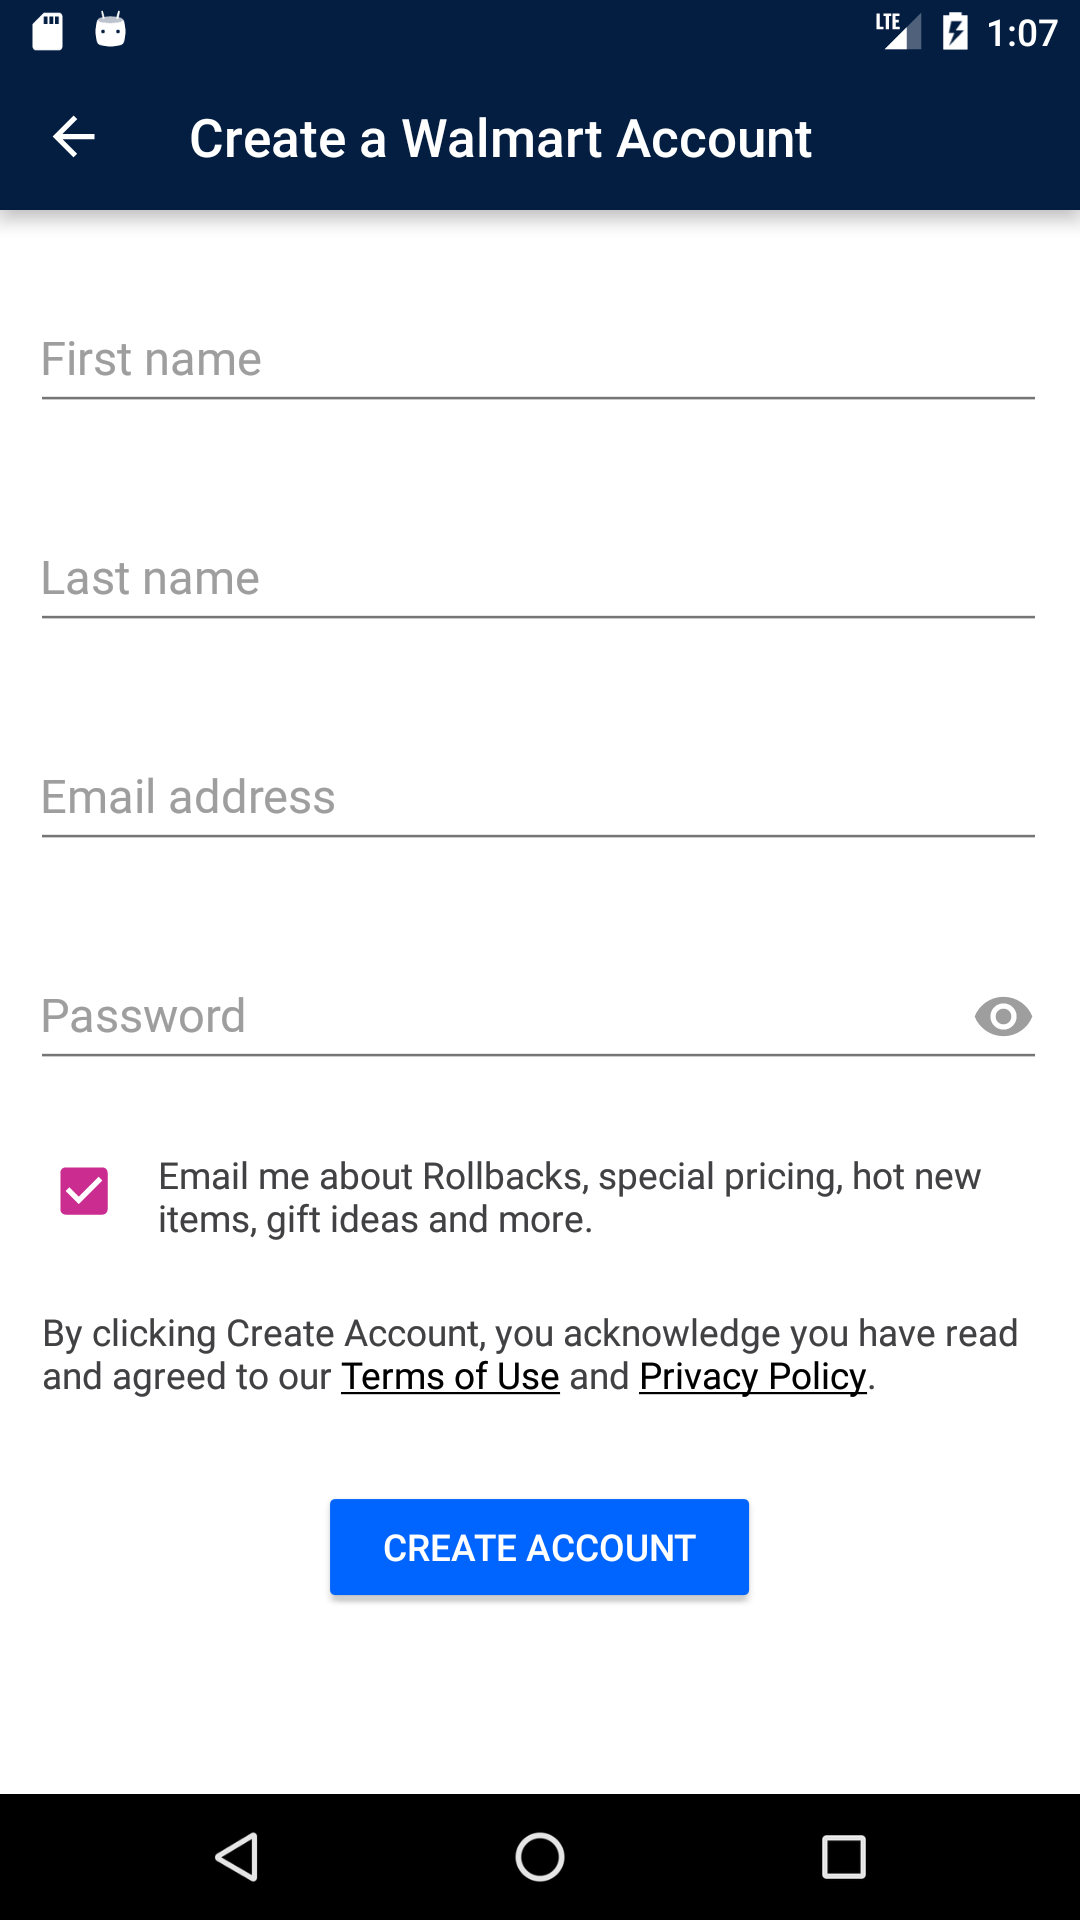 LTE 1:07
Create a Walmart Account
First name
Last name
Email address
Password
Email me about Rollbacks, special pricing, hot new
items, gift ideas and more.
By clicking Create Account, you acknowledge you have read
and agreed to our Terms of Use and Privacy Policy.
CREATE ACCOUNT